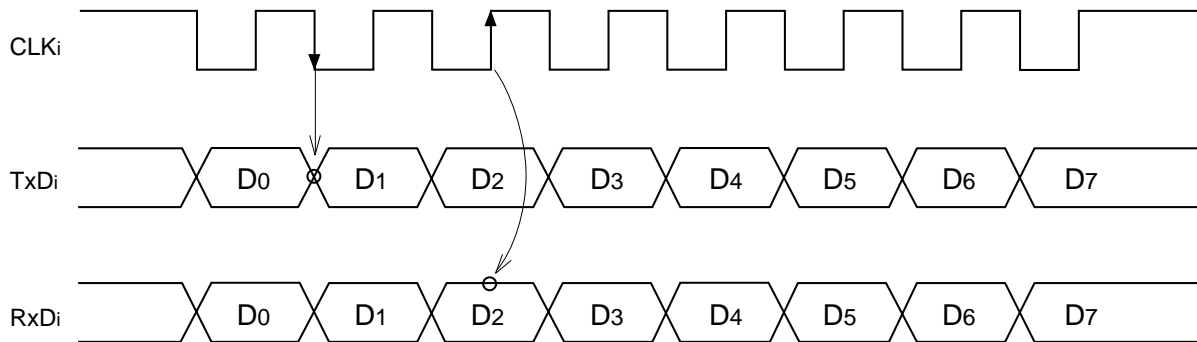 CLKi
TxDi D0 D1 D2 D3 D4 D5 D6 D7
RxDi D0 D1 D2 D3 D4 D5 D6 D7